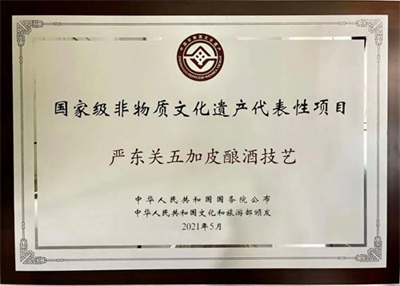 国家级非物质文化遗产代表性项目
严东关五加皮酿酒技艺
中华人民共和国国务院公布
中华人民共和国文化和旅游部颁发
2021年5月